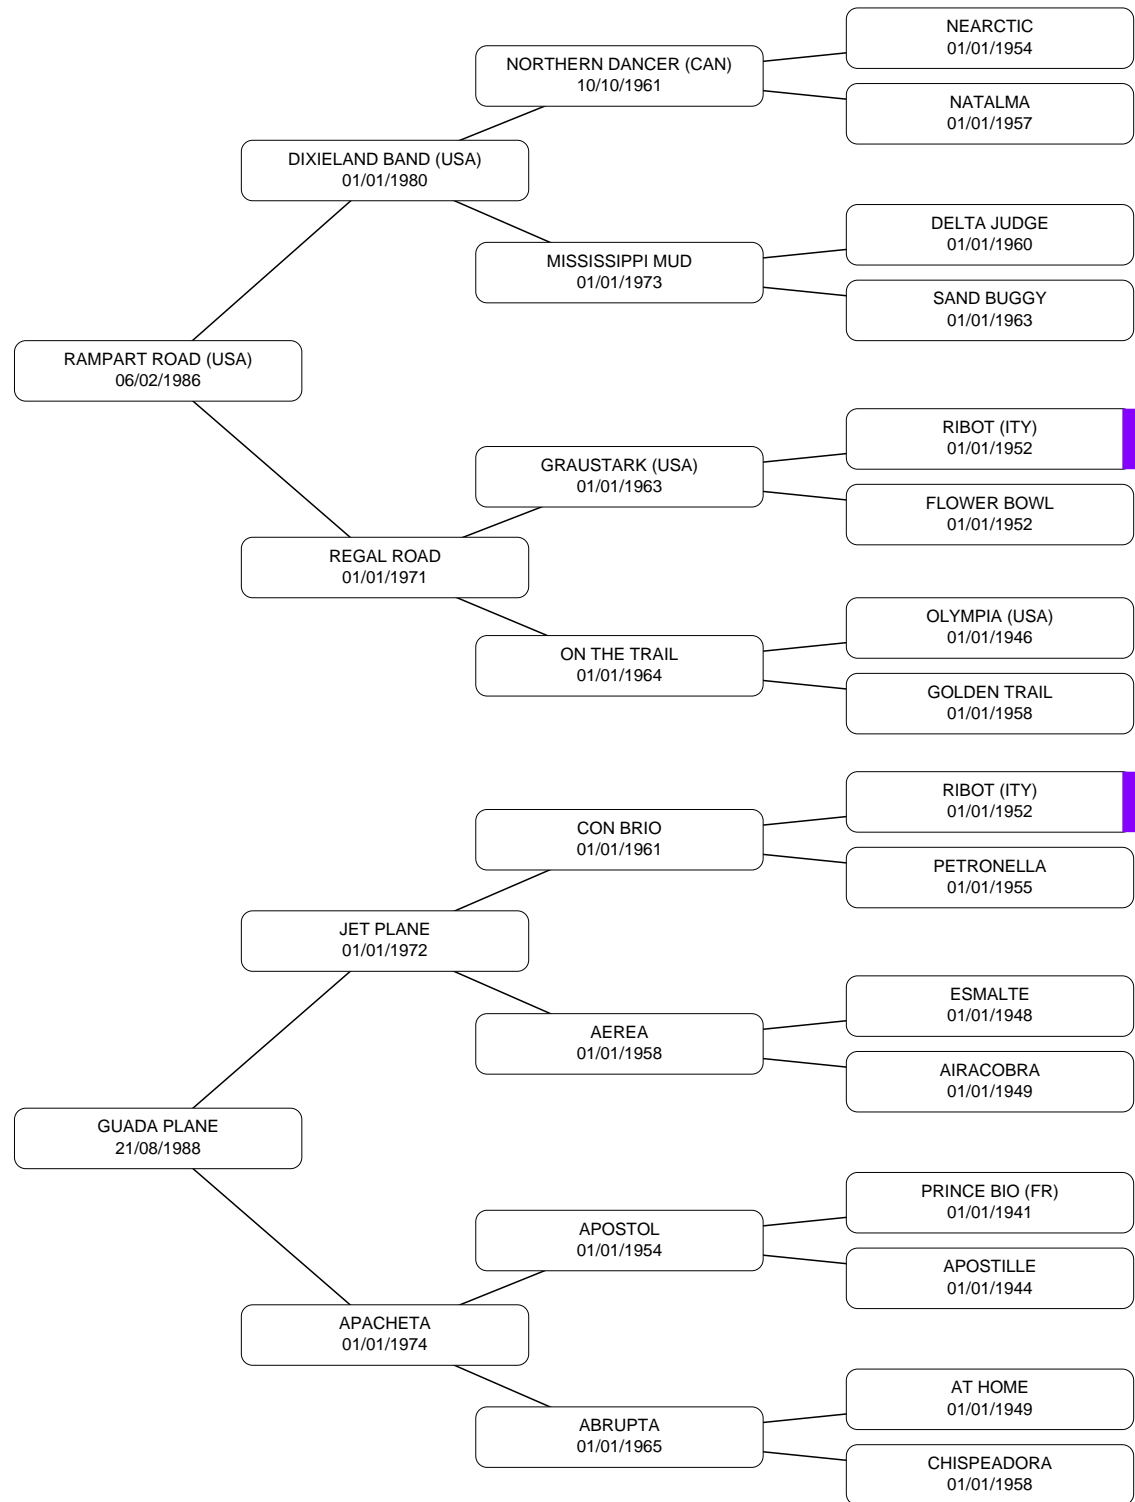 NEARCTIC
01/01/1954
NORTHERN DANCER (CAN)
10/10/1961
NATALMA
01/01/1957
DIXIELAND BAND (USA)
01/01/1980
DELTA JUDGE
01/01/1960
MISSISSIPPI MUD
01/01/1973
SAND BUGGY
01/01/1963
RAMPART ROAD (USA)
06/02/1986
RIBOT (ITY)
01/01/1952
GRAUSTARK (USA)
01/01/1963
FLOWER BOWL
01/01/1952
REGAL ROAD
01/01/1971
OLYMPIA (USA)
01/01/1946
ON THE TRAIL
01/01/1964
GOLDEN TRAIL
01/01/1958
RIBOT (ITY)
01/01/1952
CON BRIO
01/01/1961
PETRONELLA
01/01/1955
JET PLANE
01/01/1972
ESMALTE
01/01/1948
AEREA
01/01/1958
AIRACOBRA
01/01/1949
GUADA PLANE
21/08/1988
PRINCE BIO (FR)
01/01/1941
APOSTOL
01/01/1954
APOSTILLE
01/01/1944
APACHETA
01/01/1974
AT HOME
01/01/1949
ABRUPTA
01/01/1965
CHISPEADORA
01/01/1958